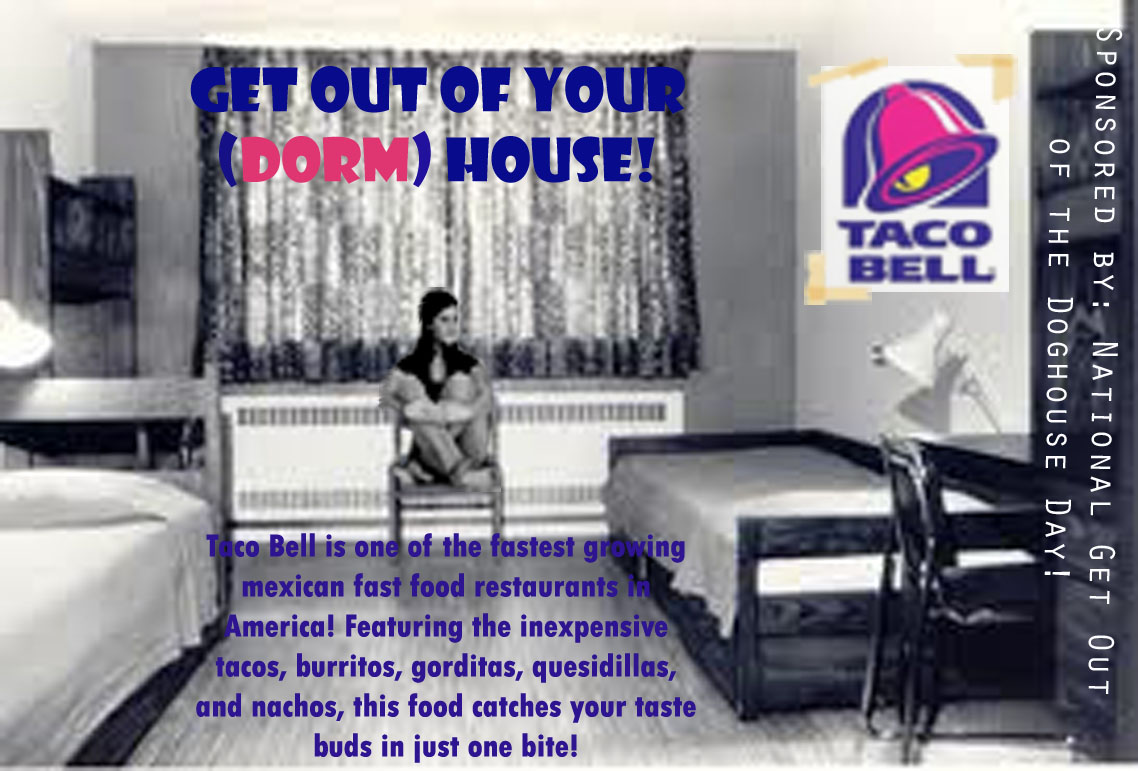 GET OUT OF YOUR
(DORM) HOUSE!
TACO
BELL
SPONSORED BY: NATIONAL GET OUT
OF THE DOGHOUSE DAY!
Taco Bell is one of the fastest growing
mexican fast food restaurants in
America! Featuring the inexpensive
tacos, burritos, gorditas, quesidillas,
and nachos, this food catches your taste
buds in just one bite!